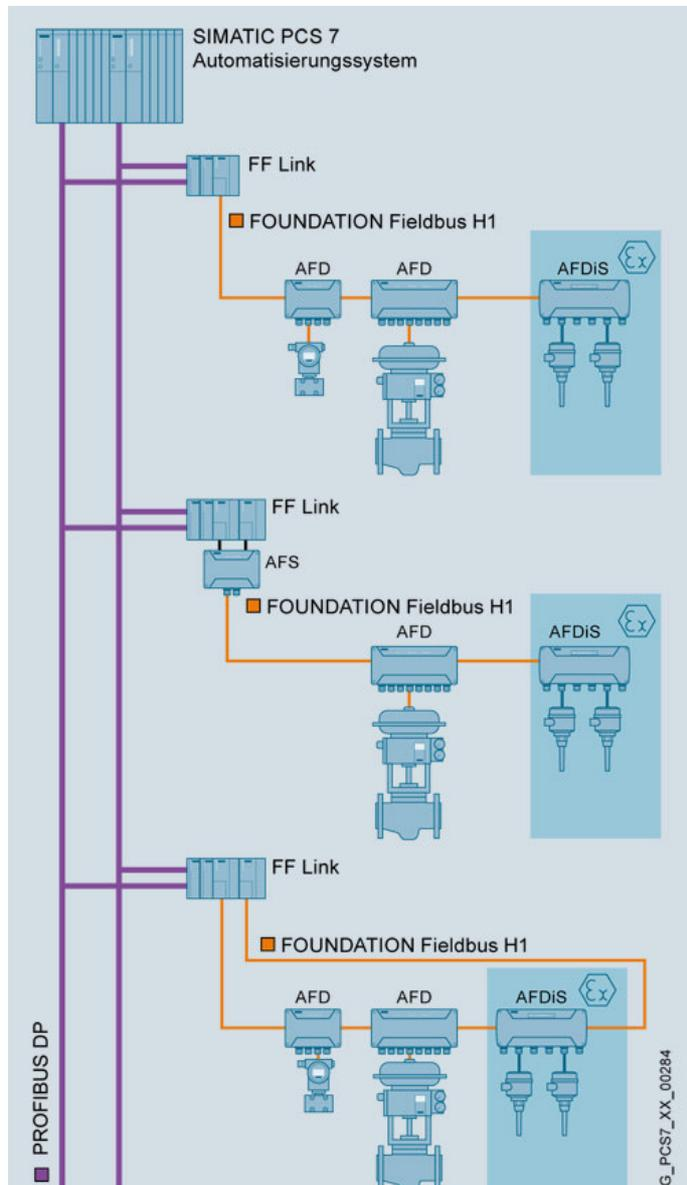 SIMATIC PCS 7
Automatisierungssystem
FF Link
FOUNDATION Fieldbus H1
AFD
AFD
AFDiS
Ex
FF Link
AFS
FOUNDATION Fieldbus H1
AFD
AFDiS
Ex
FF Link
FOUNDATION Fieldbus H1
AFD
AFD
AFDiS
Ex
PROFIBUS DP
G_PCS7_XX_00284